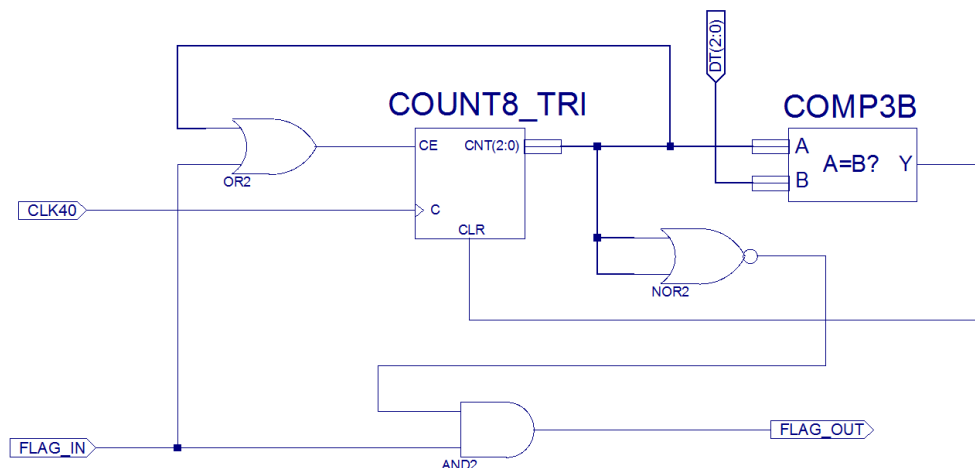 DT(2:0)
COUNT8_TRI
COMP3B
CE
CNT(2:0)
A
A=B?
Y
B
OR2
CLK40
C
CLR
NOR2
FLAG_IN
AND2
FLAG_OUT